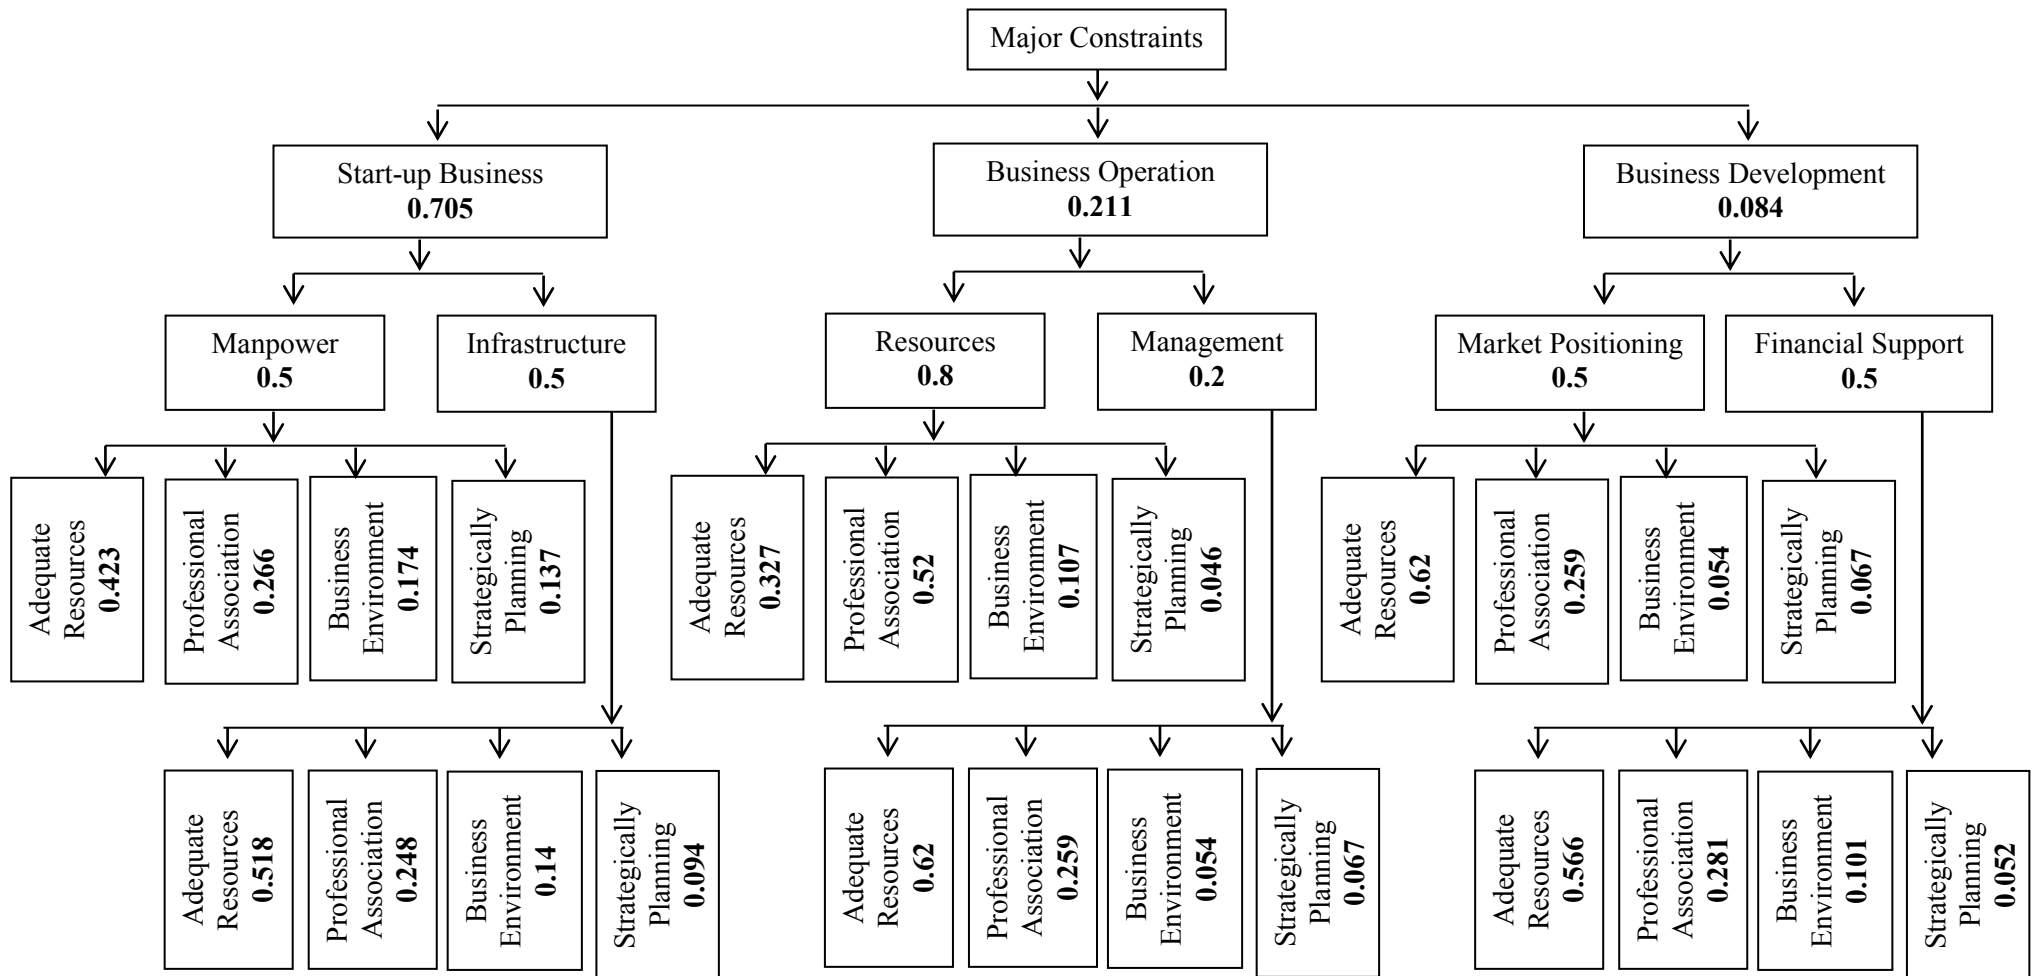 Major Constraints
Start-up Business
0.705
Business Operation
0.211
Business Development
0.084
Manpower
0.5
Infrastructure
0.5
Resources
0.8
Management
0.2
Market Positioning
0.5
Financial Support
0.5
Adequate
Resources
0.423
Professional
Association
0.266
Business
Environment
0.174
Strategically
Planning
0.137
Adequate
Resources
0.327
Professional
Association
0.52
Business
Environment
0.107
Strategically
Planning
0.046
Adequate
Resources
0.62
Professional
Association
0.259
Business
Environment
0.054
Strategically
Planning
0.067
Adequate
Resources
0.518
Professional
Association
0.248
Business
Environment
0.14
Strategically
Planning
0.094
Adequate
Resources
0.62
Professional
Association
0.259
Business
Environment
0.054
Strategically
Planning
0.067
Adequate
Resources
0.566
Professional
Association
0.281
Business
Environment
0.101
Strategically
Planning
0.052